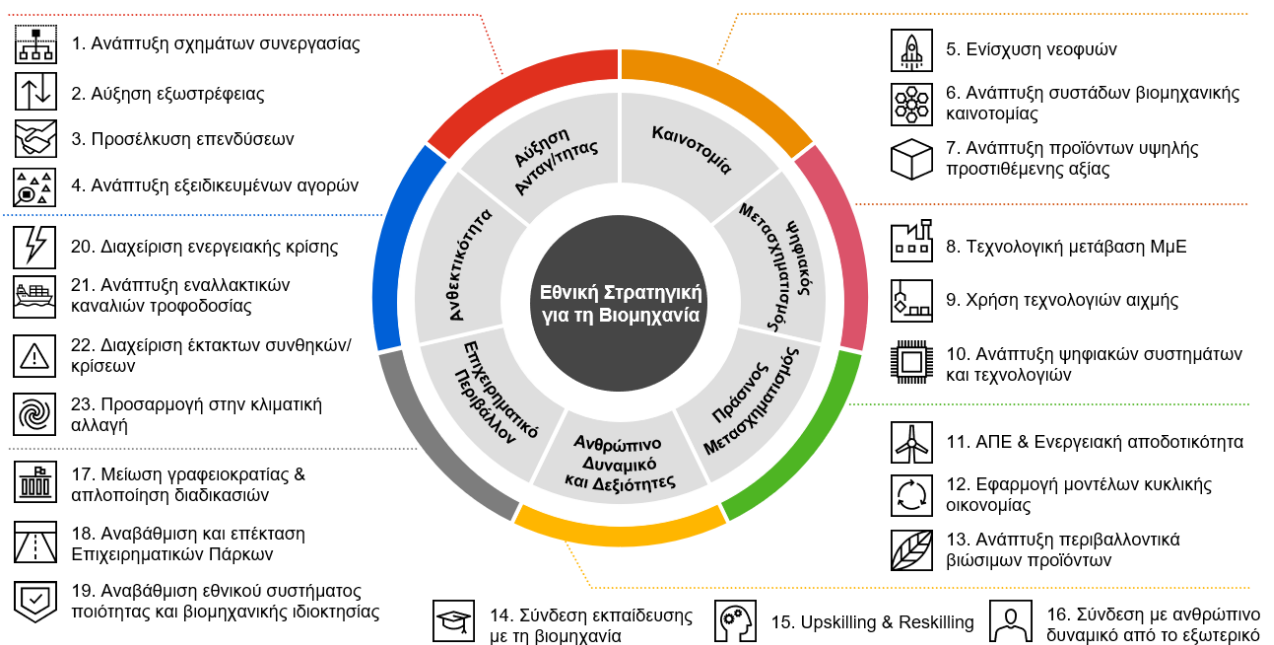 1. Ανάπτυξη σχημάτων συνεργασίας
2. Αύξηση εξωστρέφειας
3. Προσέλκυση επενδύσεων
4. Ανάπτυξη εξειδικευμένων αγορών
5. Ενίσχυση νεοφυών
6. Ανάπτυξη συστάδων βιομηχανικής
καινοτομίας
7. Ανάπτυξη προϊόντων υψηλής
προστιθέμενης αξίας
8. Τεχνολογική μετάβαση ΜμΕ
9. Χρήση τεχνολογιών αιχμής
10. Ανάπτυξη ψηφιακών συστημάτων
και τεχνολογιών
11. ΑΠΕ & Ενεργειακή αποδοτικότητα
12. Εφαρμογή μοντέλων κυκλικής
οικονομίας
13. Ανάπτυξη περιβαλλοντικά
βιώσιμων προϊόντων
14. Σύνδεση εκπαίδευσης
με τη βιομηχανία
15. Upskilling & Reskilling
16. Σύνδεση με ανθρώπινο
δυναμικό από το εξωτερικό
17. Μείωση γραφειοκρατίας &
απλοποίηση διαδικασιών
18. Αναβάθμιση και επέκταση
Επιχειρηματικών Πάρκων
19. Αναβάθμιση εθνικού συστήματος
ποιότητας και βιομηχανικής ιδιοκτησίας
20. Διαχείριση ενεργειακής κρίσης
21. Ανάπτυξη εναλλακτικών
καναλιών τροφοδοσίας
22. Διαχείριση έκτακτων συνθηκών/
κρίσεων
23. Προσαρμογή στην κλιματική
αλλαγή
Αύξηση
Ανταγ/τητας
Καινοτομία
Ψηφιακός
Μετασχηματισμός
Πράσινος
Μετασχηματισμός
Ανθρώπινο
Δυναμικό
και Δεξιότητες
Επιχειρηματικό
Περιβάλλον
Ανθεκτικότητα
Εθνική Στρατηγική
για τη Βιομηχανία